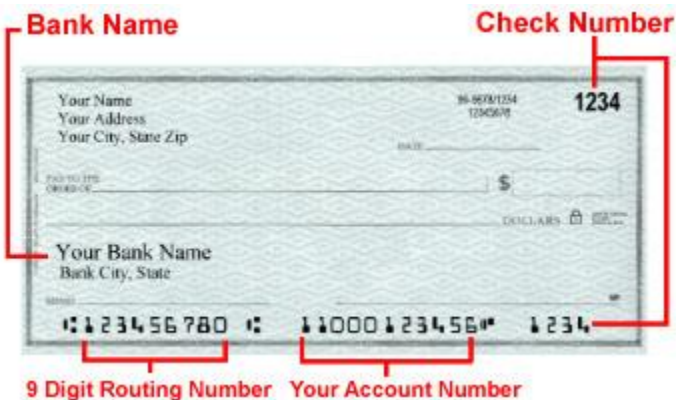 Bank Name
Check Number
Your Name
Your Address
Your City, State Zip
1234
12345678
DATE
PAY TO THE
ORDER OF
$
DOLLARS
Your Bank Name
Bank City, State
MEMO
⑆123456780⑆ 11000123456⑈ 1234
9 Digit Routing Number
Your Account Number